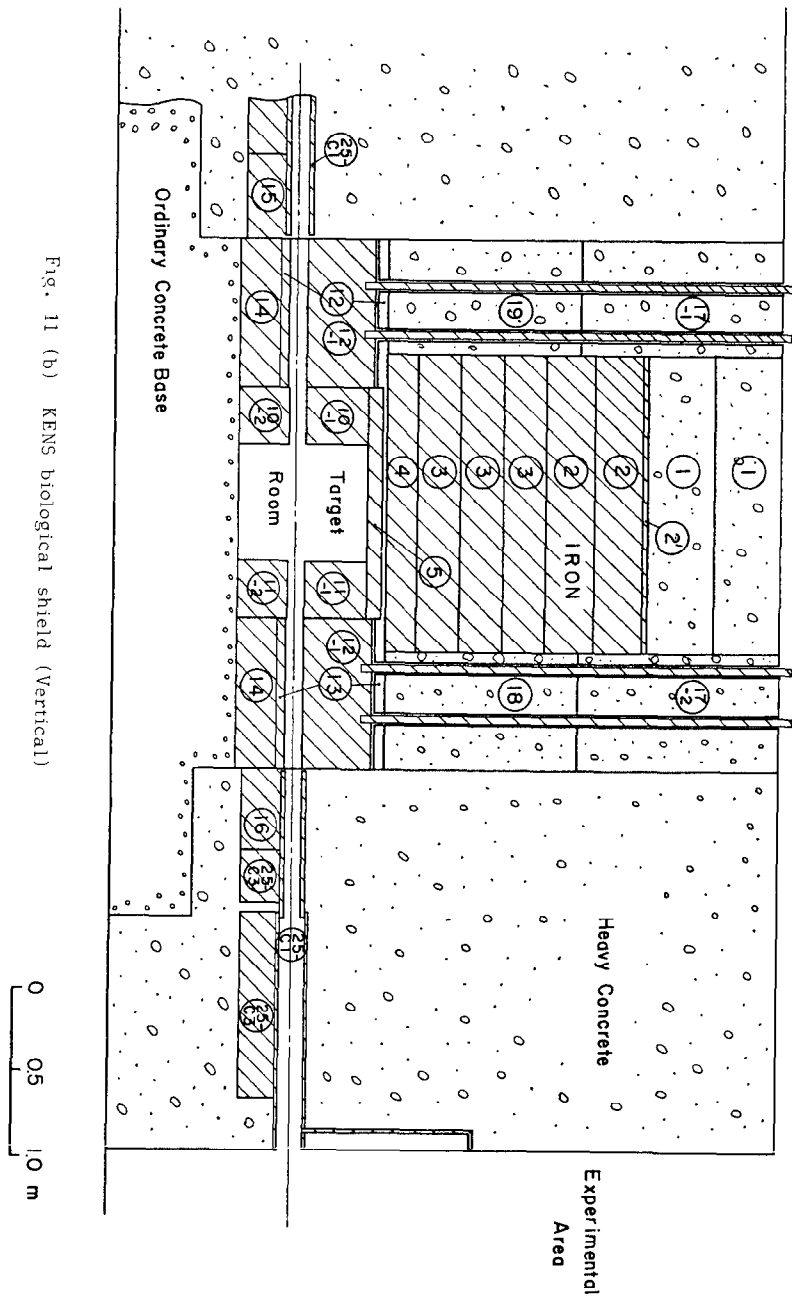 Experimental
Area
Heavy Concrete
1
1
17-1
17-2
2'
2
2
IRON
19
18
3
3
3
4
5
12
12-1
10-1
Target
11-1
12-1
13
25-C1
25-C1
15
14
10-2
Room
11-2
14
16
25-C3
25-C3
Ordinary Concrete Base
0 0.5 1.0 m
Fig. 11 (b) KENS biological shield (Vertical)